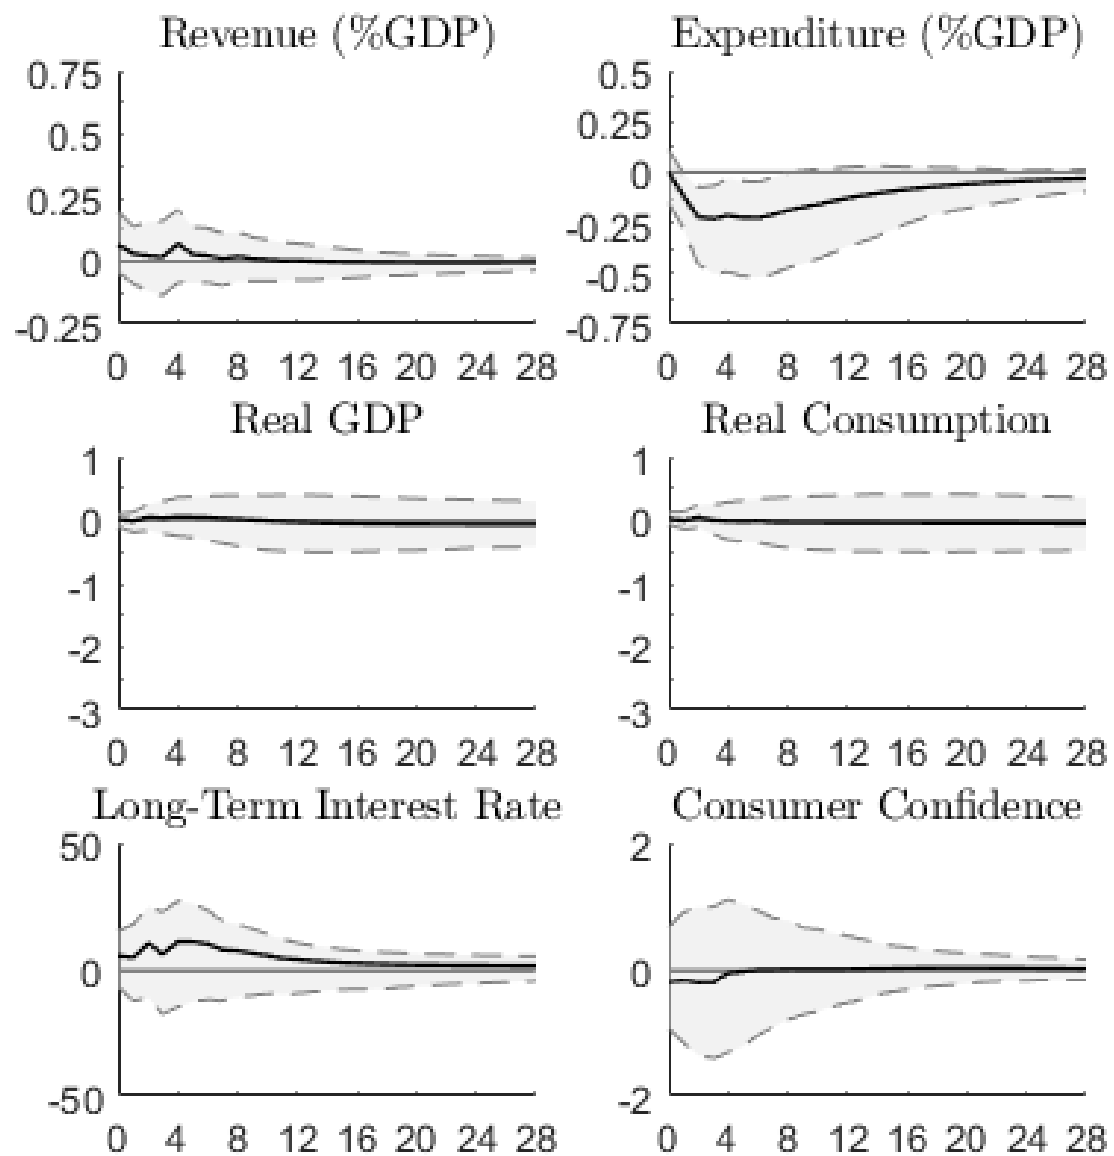 Revenue (%GDP)
Expenditure (%GDP)
0.75
0.5
0.25
0
-0.25
0 4 8 12 16 20 24 28
0.5
0.25
0
-0.25
-0.5
-0.75
0 4 8 12 16 20 24 28
Real GDP
Real Consumption
1
0
-1
-2
-3
0 4 8 12 16 20 24 28
1
0
-1
-2
-3
0 4 8 12 16 20 24 28
Long-Term Interest Rate
Consumer Confidence
50
0
-50
0 4 8 12 16 20 24 28
2
0
-2
0 4 8 12 16 20 24 28